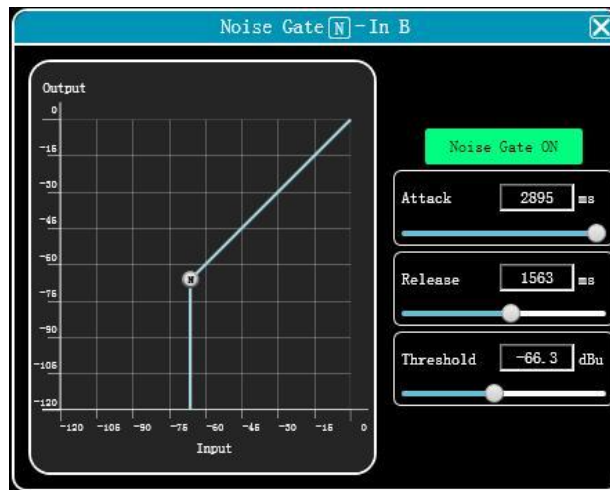 Noise Gate N -In B
Output
0
-15
-30
-45
-60
-75
-90
-105
-120
N
-120 -105 -90 -75 -60 -45 -30 -15 0
Input
Noise Gate ON
Attack 2895 ms
Release 1563 ms
Threshold -66.3 dBu